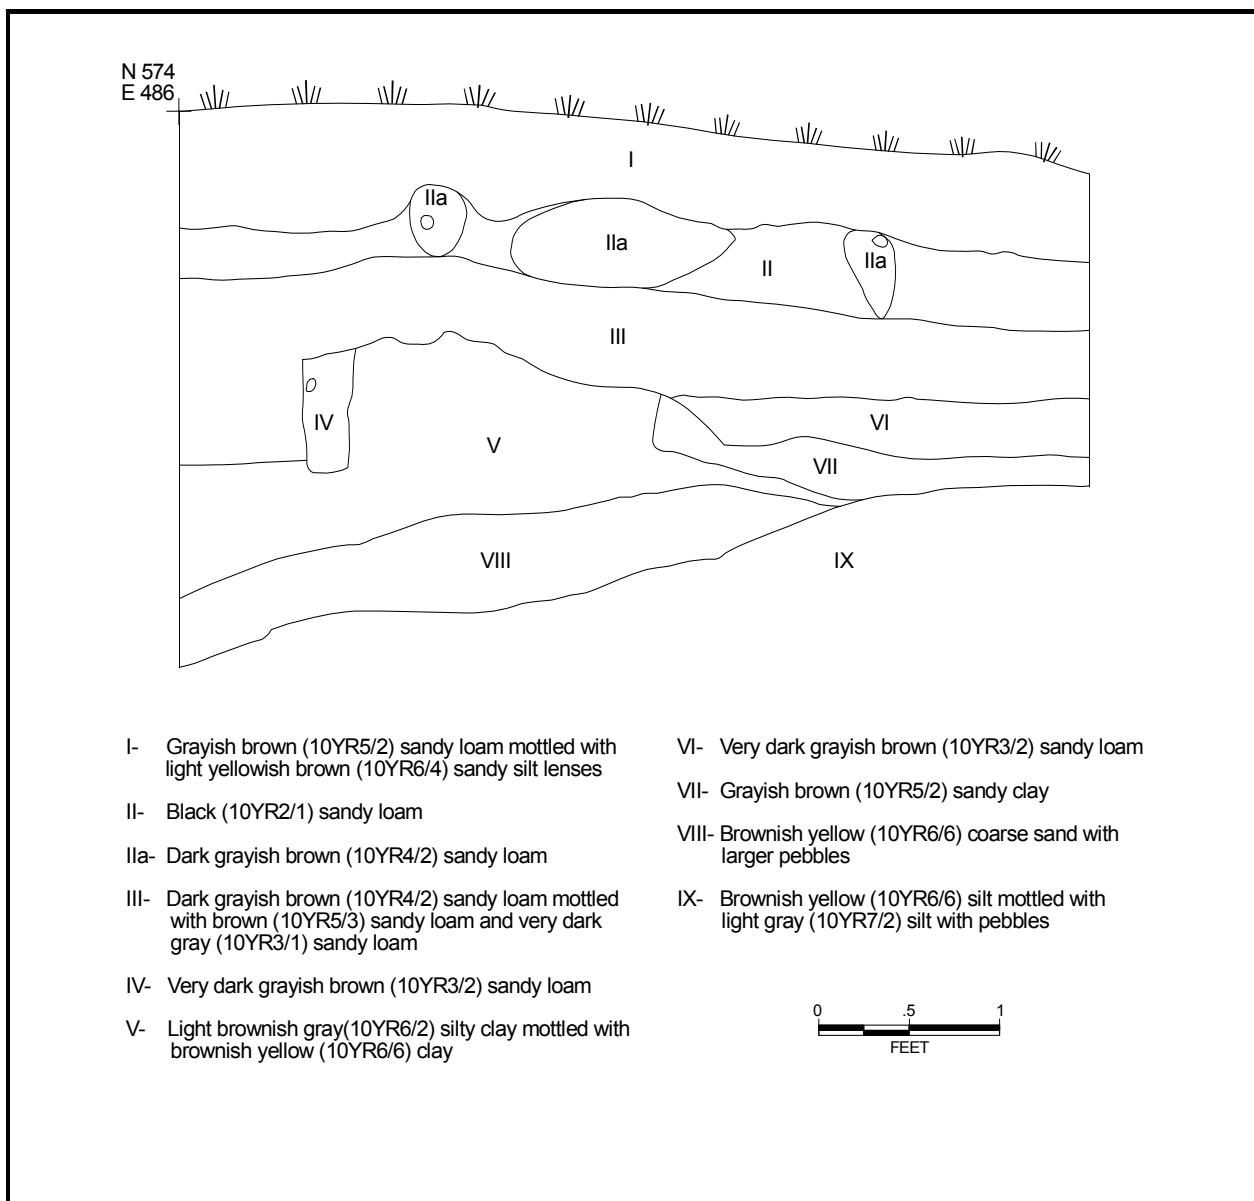 N 574
E 486
I
IIa
IIa
IIa
II
III
IV
V
VI
VII
VIII
IX
I- Grayish brown (10YR5/2) sandy loam mottled with
light yellowish brown (10YR6/4) sandy silt lenses
II- Black (10YR2/1) sandy loam
IIa- Dark grayish brown (10YR4/2) sandy loam
III- Dark grayish brown (10YR4/2) sandy loam mottled
with brown (10YR5/3) sandy loam and very dark
gray (10YR3/1) sandy loam
IV- Very dark grayish brown (10YR3/2) sandy loam
V- Light brownish gray(10YR6/2) silty clay mottled with
brownish yellow (10YR6/6) clay
VI- Very dark grayish brown (10YR3/2) sandy loam
VII- Grayish brown (10YR5/2) sandy clay
VIII- Brownish yellow (10YR6/6) coarse sand with
larger pebbles
IX- Brownish yellow (10YR6/6) silt mottled with
light gray (10YR7/2) silt with pebbles
0 .5 1
FEET